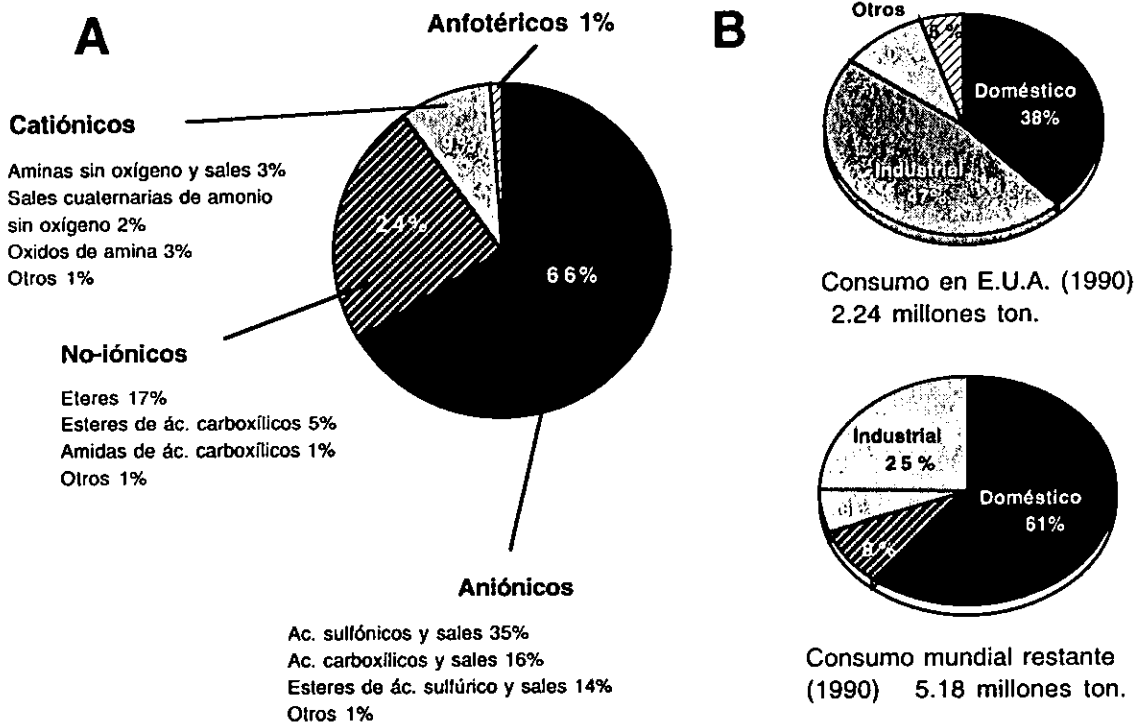 A
Anfotéricos 1%
Catiónicos
Aminas sin oxígeno y sales 3%
Sales cuaternarias de amonio
sin oxígeno 2%
Oxidos de amina 3%
Otros 1%
24%
66%
No-iónicos
Eteres 17%
Esteres de ác. carboxílicos 5%
Amidas de ác. carboxílicos 1%
Otros 1%
Aniónicos
Ac. sulfónicos y sales 35%
Ac. carboxílicos y sales 16%
Esteres de ác. sulfúrico y sales 14%
Otros 1%
B
Otros
5%
Doméstico
38%
Industrial
Consumo en E.U.A. (1990)
2.24 millones ton.
Industrial
25%
Doméstico
61%
8%
Consumo mundial restante
(1990) 5.18 millones ton.